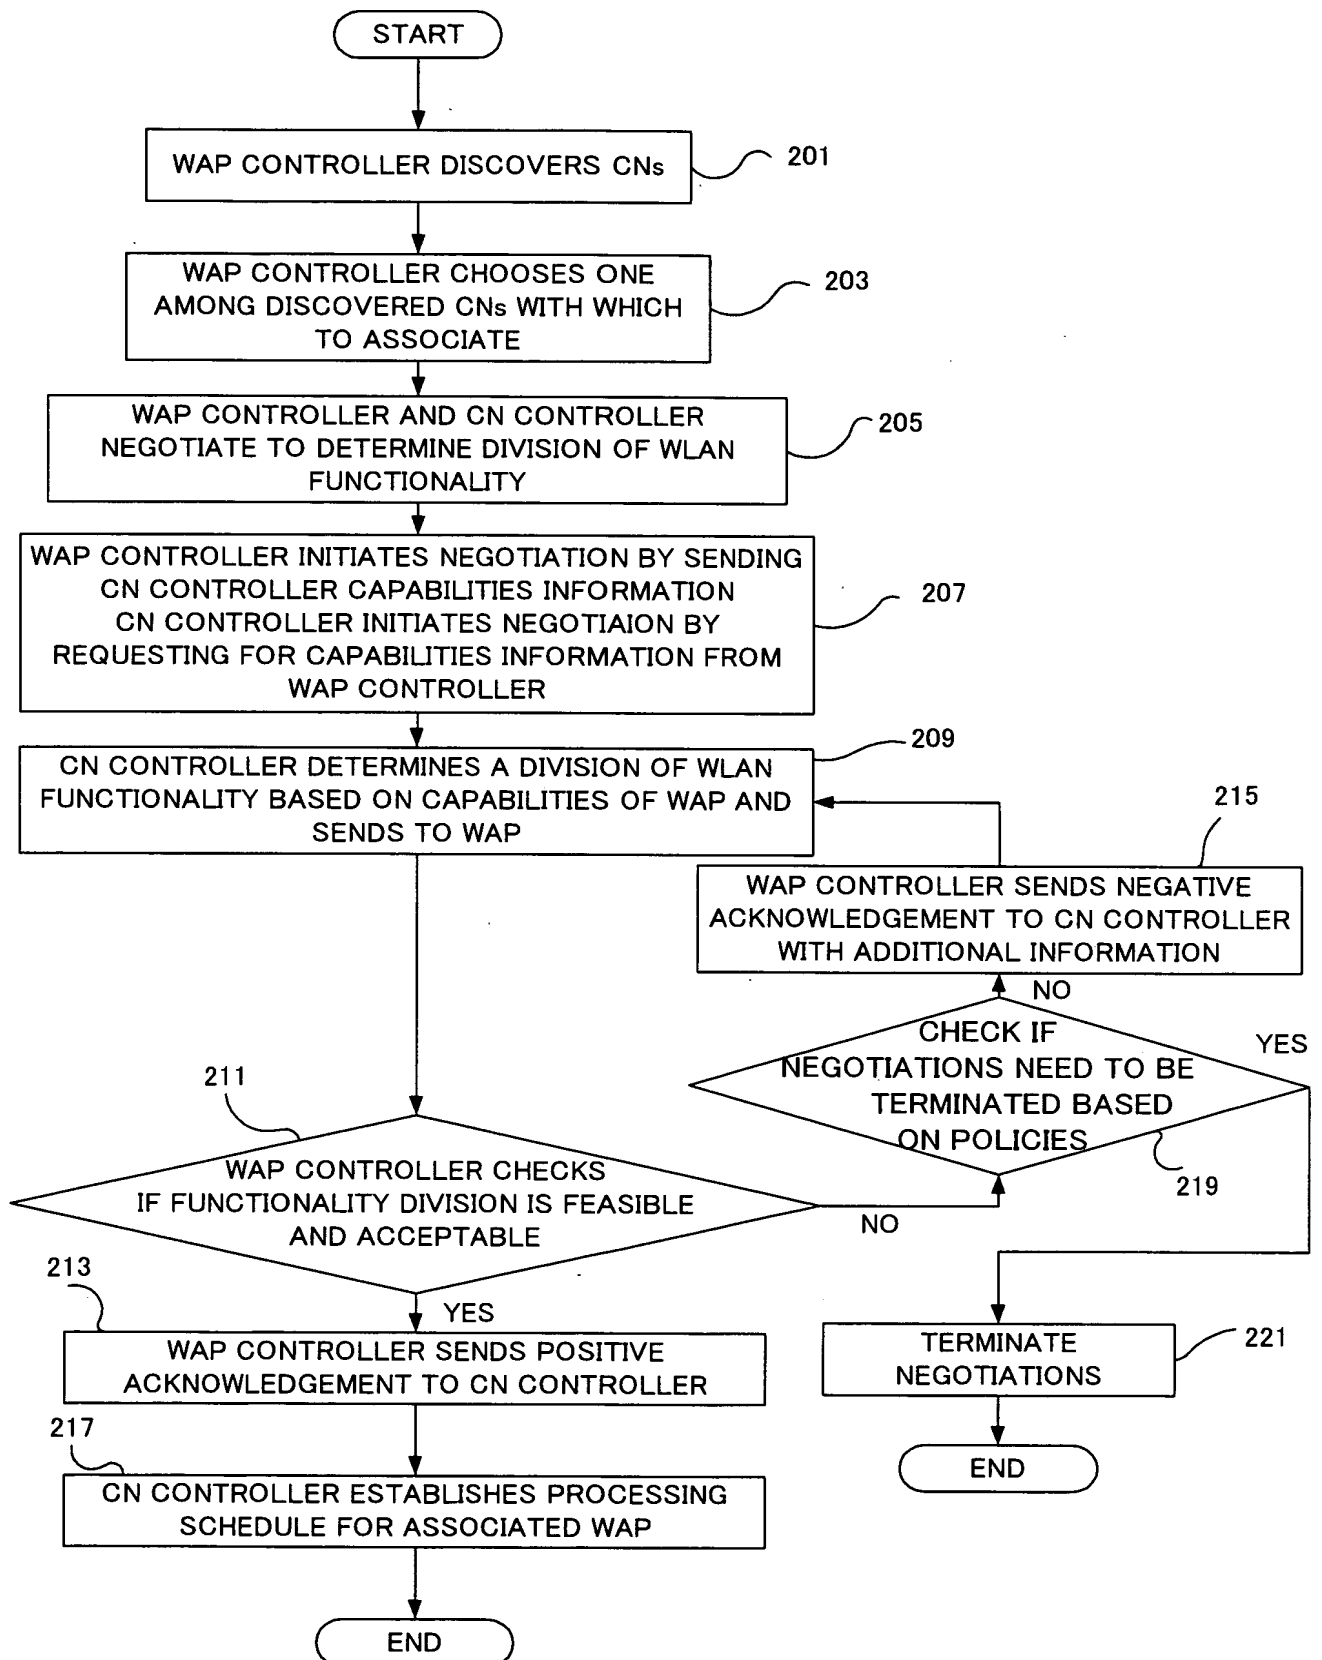 START
WAP CONTROLLER DISCOVERS CNs
201
WAP CONTROLLER CHOOSES ONE
AMONG DISCOVERED CNs WITH WHICH
TO ASSOCIATE
203
WAP CONTROLLER AND CN CONTROLLER
NEGOTIATE TO DETERMINE DIVISION OF WLAN
FUNCTIONALITY
205
WAP CONTROLLER INITIATES NEGOTIATION BY SENDING
CN CONTROLLER CAPABILITIES INFORMATION
CN CONTROLLER INITIATES NEGOTIAION BY
REQUESTING FOR CAPABILITIES INFORMATION FROM
WAP CONTROLLER
207
CN CONTROLLER DETERMINES A DIVISION OF WLAN
FUNCTIONALITY BASED ON CAPABILITIES OF WAP AND
SENDS TO WAP
209
215
WAP CONTROLLER SENDS NEGATIVE
ACKNOWLEDGEMENT TO CN CONTROLLER
WITH ADDITIONAL INFORMATION
NO
CHECK IF
NEGOTIATIONS NEED TO BE
TERMINATED BASED
ON POLICIES
YES
219
211
WAP CONTROLLER CHECKS
IF FUNCTIONALITY DIVISION IS FEASIBLE
AND ACCEPTABLE
NO
213
YES
WAP CONTROLLER SENDS POSITIVE
ACKNOWLEDGEMENT TO CN CONTROLLER
TERMINATE
NEGOTIATIONS
221
217
CN CONTROLLER ESTABLISHES PROCESSING
SCHEDULE FOR ASSOCIATED WAP
END
END